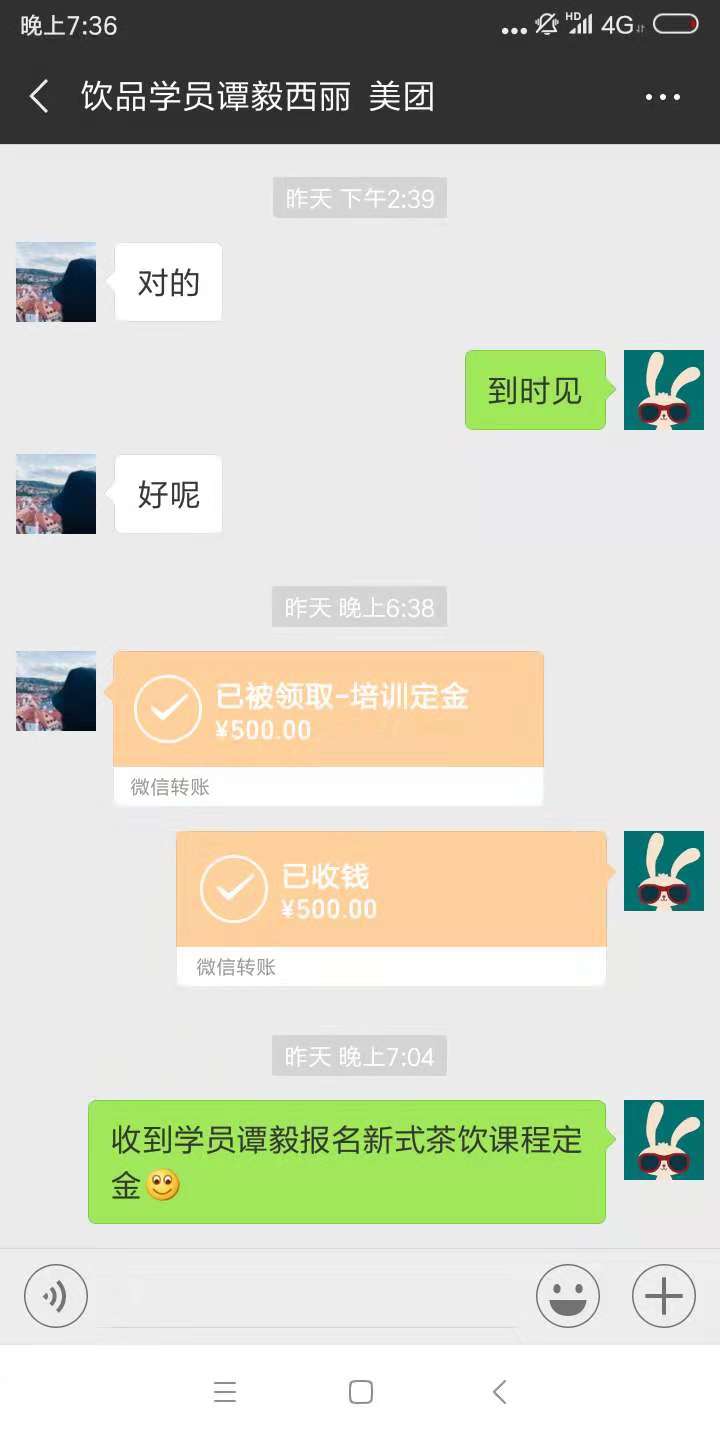 晚上7:36
HD
4G
饮品学员谭毅西丽 美团
昨天 下午2:39
对的
到时见
好呢
昨天 晚上6:38
已被领取-培训定金
¥500.00
微信转账
已收钱
¥500.00
微信转账
昨天 晚上7:04
收到学员谭毅报名新式茶饮课程定
金